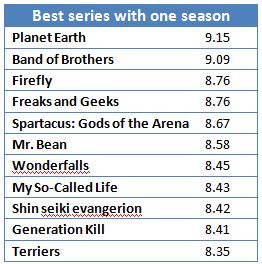 Best series with one season
Planet Earth 9.15
Band of Brothers 9.09
Firefly 8.76
Freaks and Geeks 8.76
Spartacus: Gods of the Arena 8.67
Mr. Bean 8.58
Wonderfalls 8.45
My So-Called Life 8.43
Shin seiki evangerion 8.42
Generation Kill 8.41
Terriers 8.35